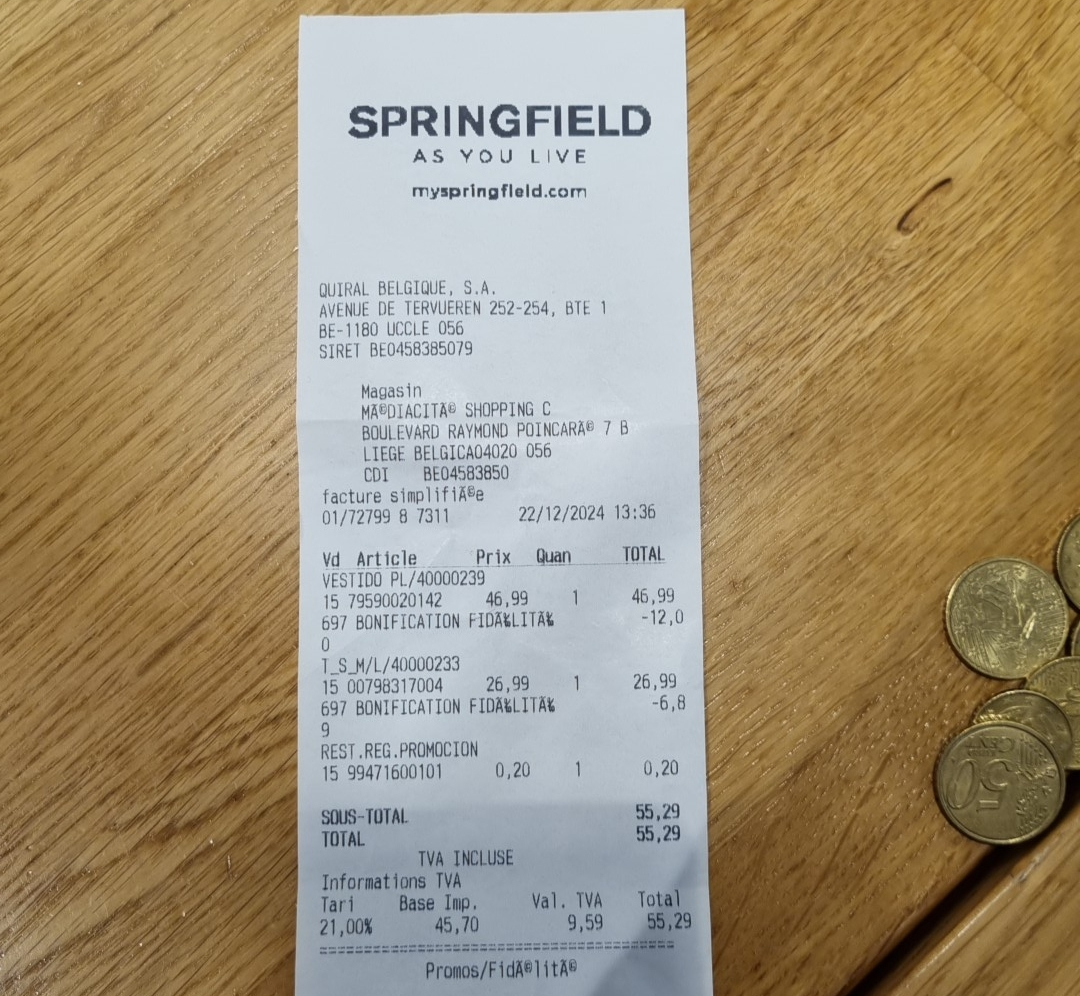 SPRINGFIELD
AS YOU LIVE
myspringfield.com
QUIRAL BELGIQUE, S.A.
AVENUE DE TERVUEREN 252-254, BTE 1
BE-1180 UCCLE 056
SIRET BE0458385079
Magasin
MÃ©DIACITÃ© SHOPPING C
BOULEVARD RAYMOND POINCARÃ© 7 B
LIEGE BELGICA04020 056
CDI BE04583850
facture simplifiÃ©e
01/72799 8 7311 22/12/2024 13:36
Vd Article Prix Quan TOTAL
VESTIDO PL/40000239
15 79590020142 46,99 1 46,99
697 BONIFICATION FIDÃ‰LITÃ‰ -12,0
0
T_S_M/L/40000233
15 00798317004 26,99 1 26,99
697 BONIFICATION FIDÃ‰LITÃ‰ -6,8
9
REST.REG.PROMOCION
15 99471600101 0,20 1 0,20
SOUS-TOTAL 55,29
TOTAL 55,29
TVA INCLUSE
Informations TVA
Tari Base Imp. Val. TVA Total
21,00% 45,70 9,59 55,29
Promos/FidÃ©litÃ©
50
CENT